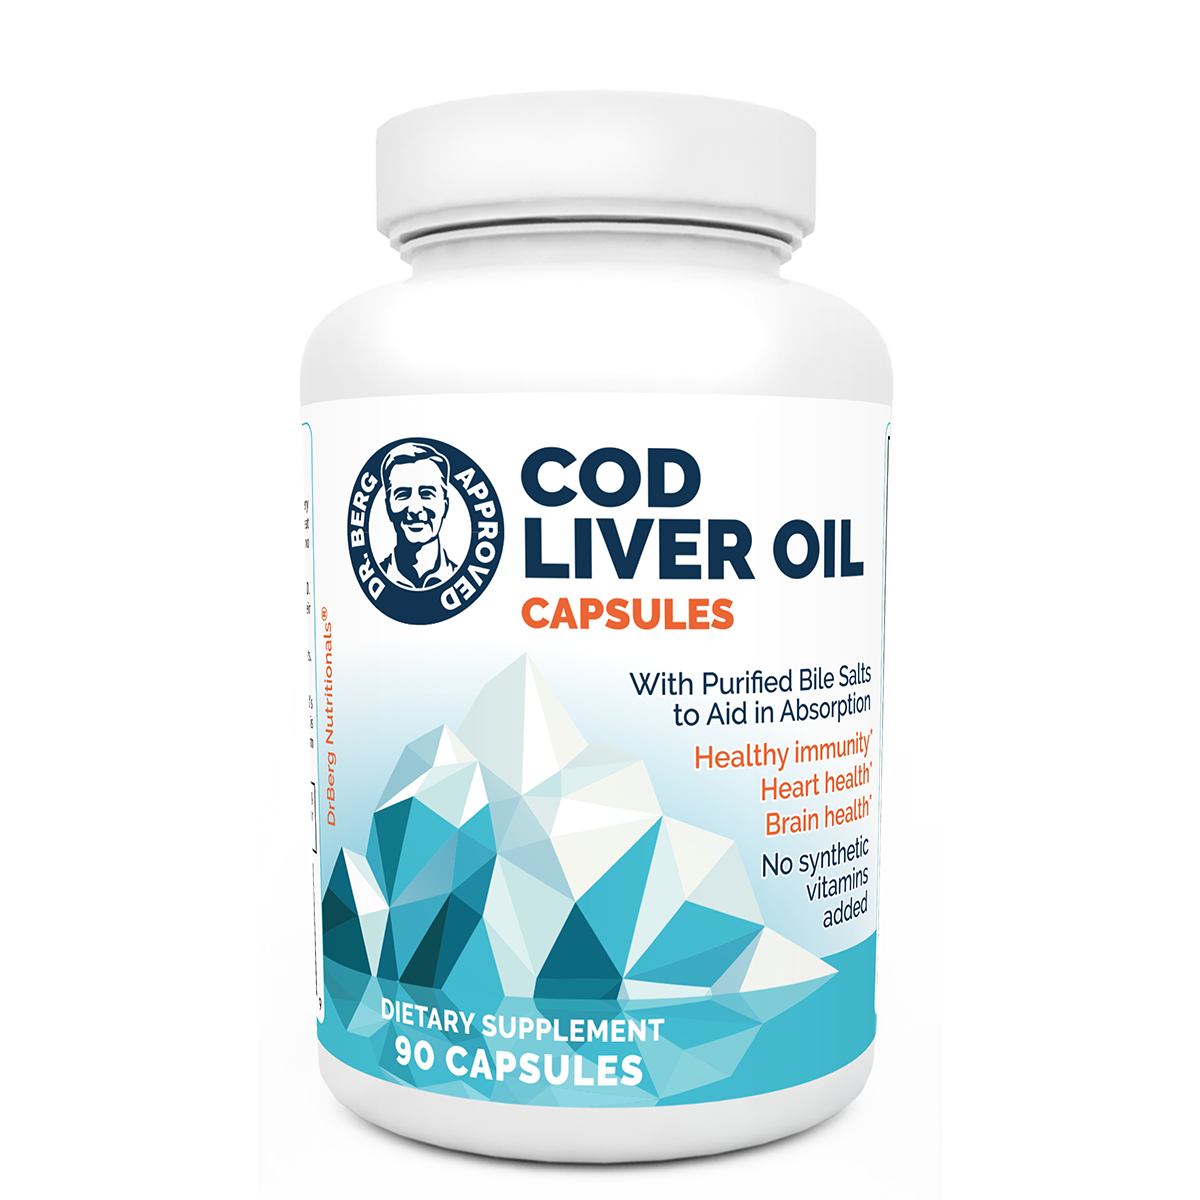 DR. BERG APPROVED
COD
LIVER OIL
CAPSULES
With Purified Bile Salts
to Aid in Absorption
Healthy immunity*
Heart health*
Brain health*
No synthetic
vitamins
added
DrBerg Nutritionals®
DIETARY SUPPLEMENT
90 CAPSULES